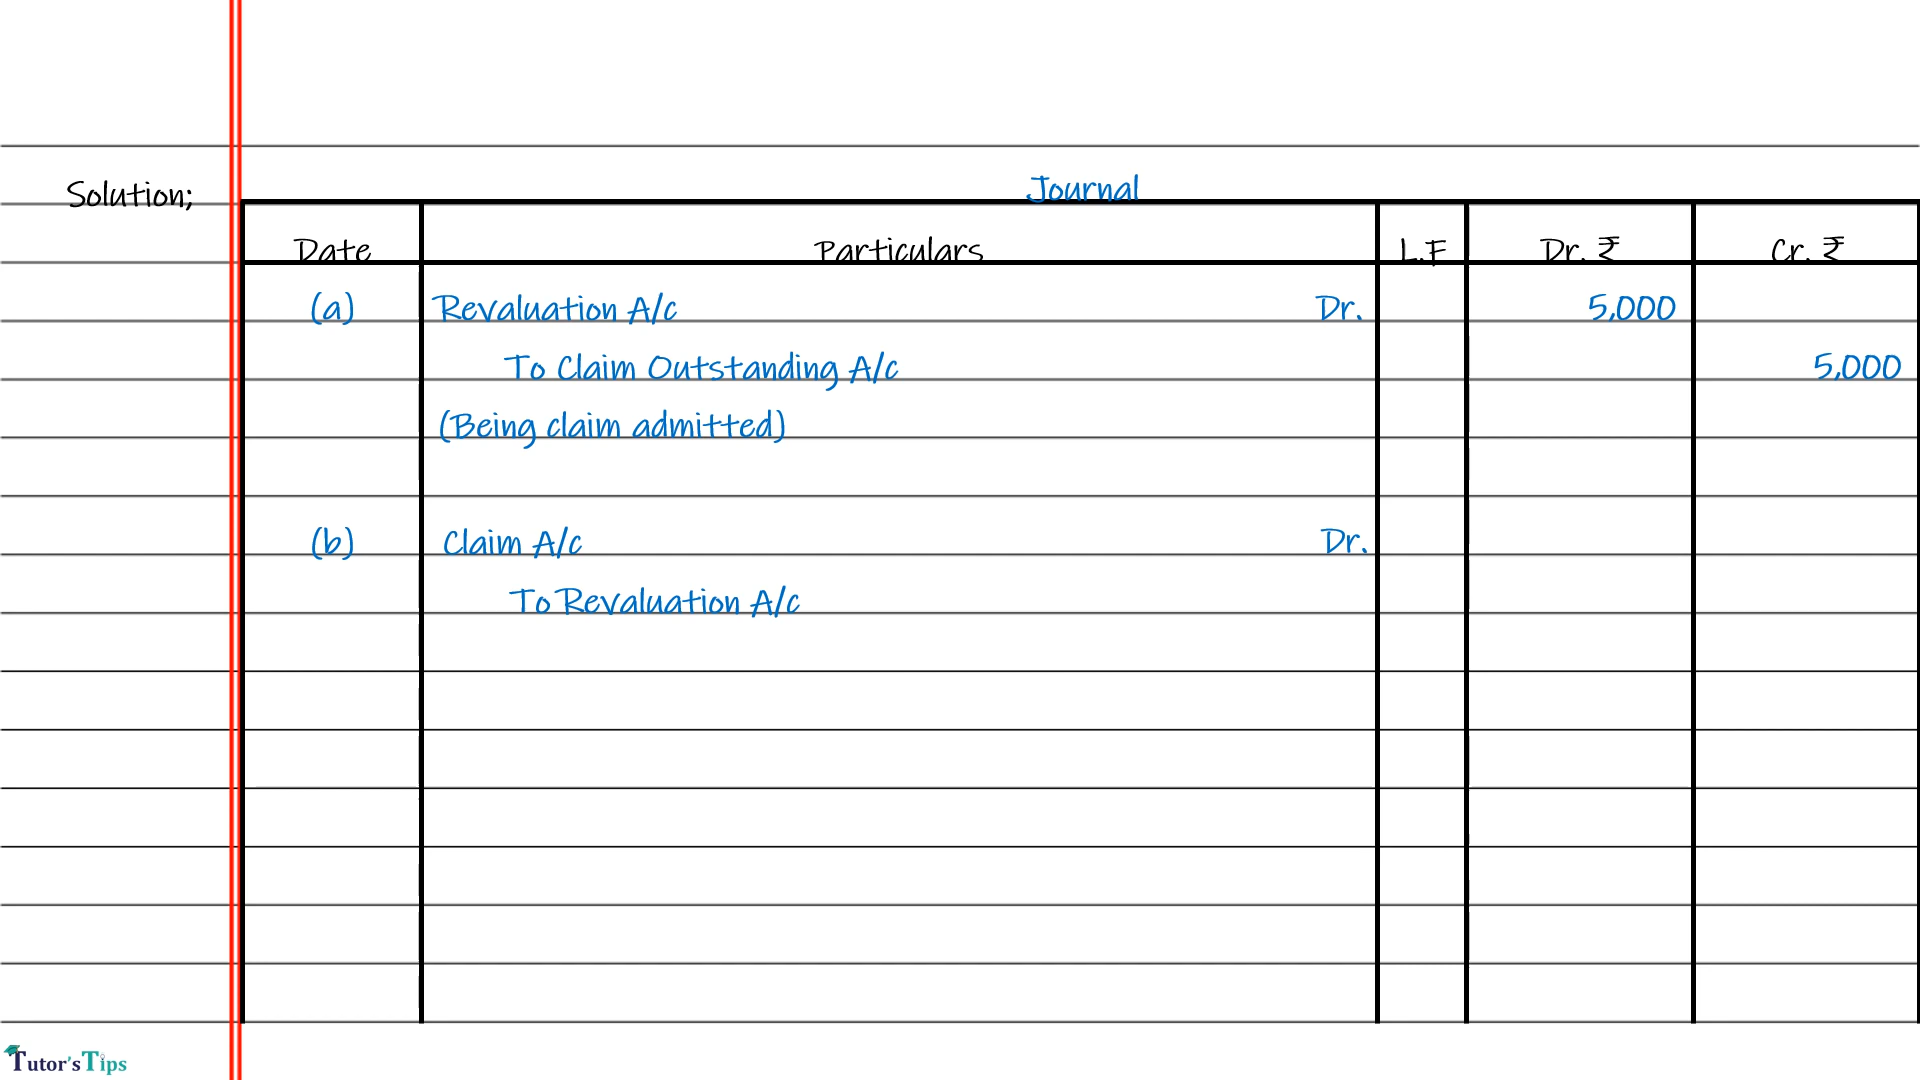 Solution;
Journal
Date Particulars L.F Dr. ₹ Cr. ₹
(a) Revaluation A/c Dr. 5,000
To Claim Outstanding A/c 5,000
(Being claim admitted)
(b) Claim A/c Dr.
To Revaluation A/c
Tutor'sTips